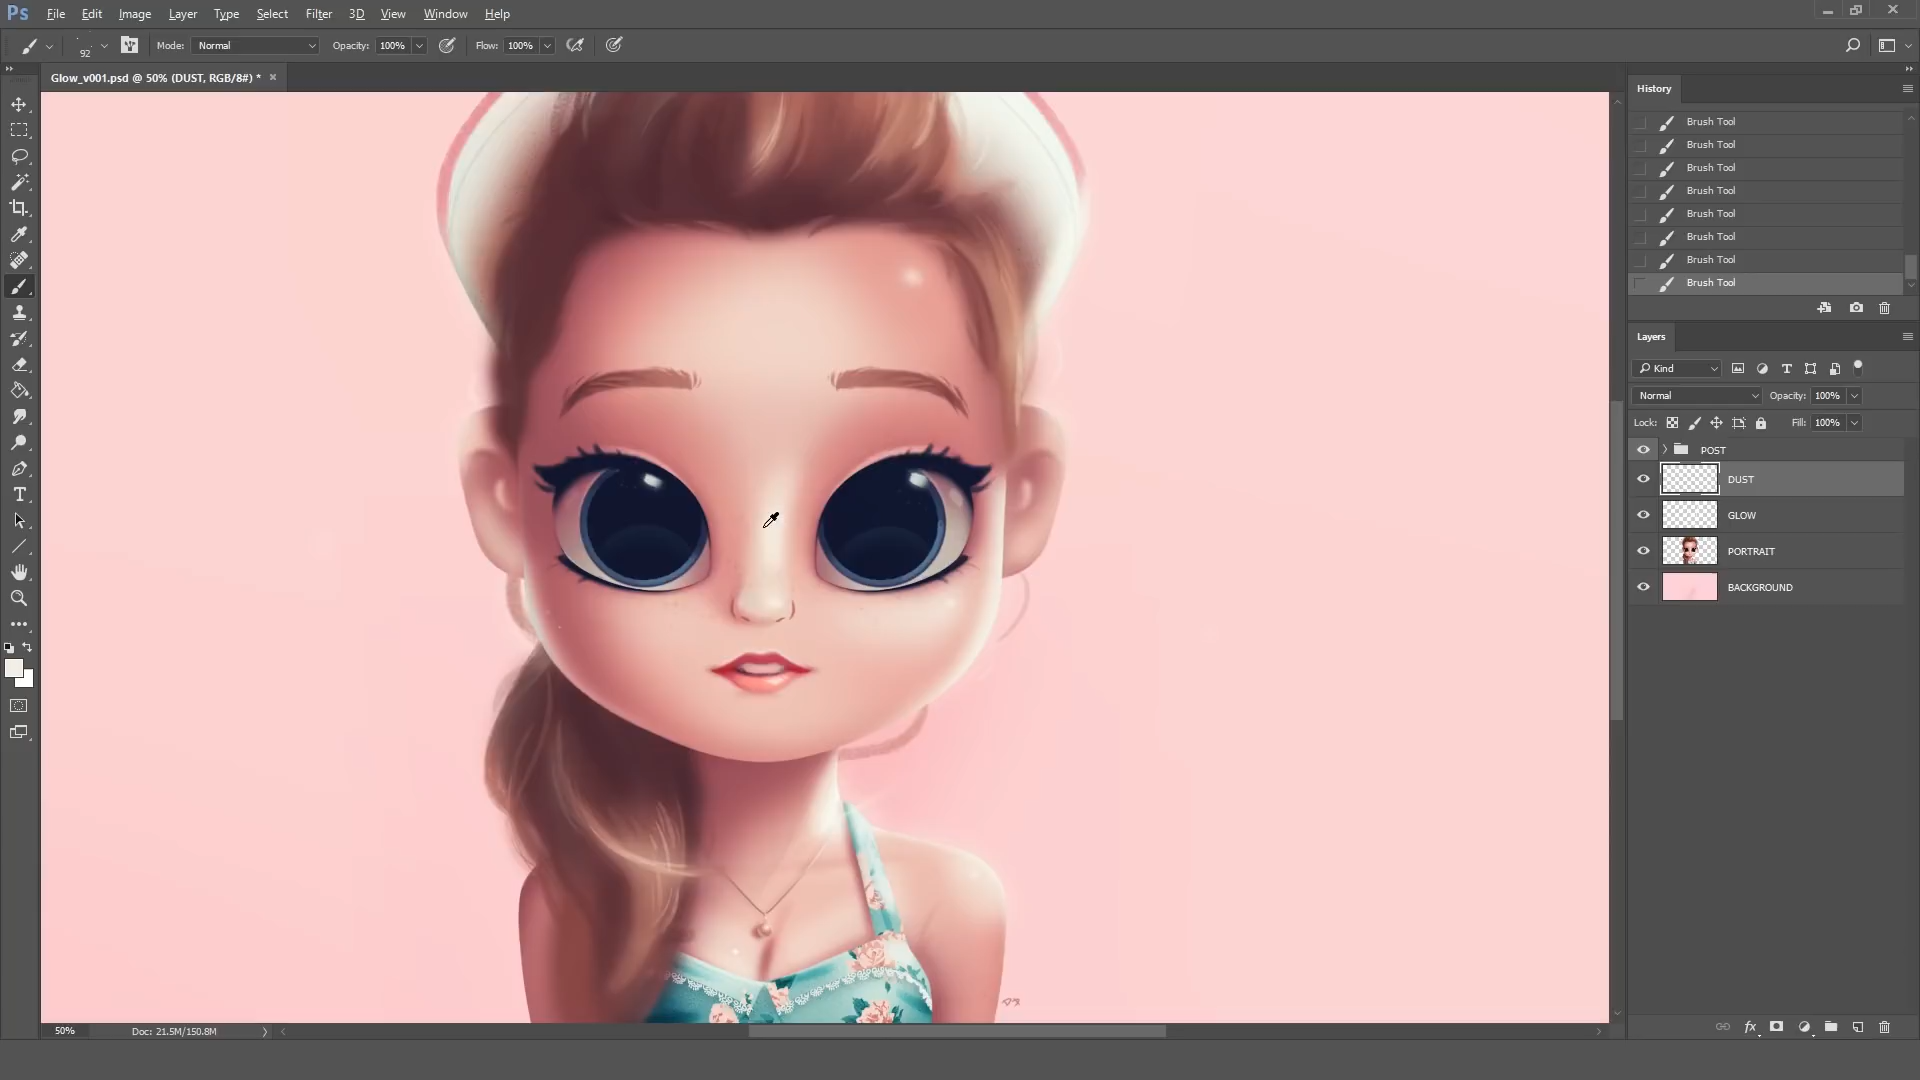 Ps File Edit Image Layer Type Select Filter 3D View Window Help
92 Mode: Normal Opacity: 100% Flow: 100%
Glow_v001.psd @ 50% (DUST, RGB/8#) *
History
Brush Tool
Brush Tool
Brush Tool
Brush Tool
Brush Tool
Brush Tool
Brush Tool
Brush Tool
Layers
Kind
Normal Opacity: 100%
Lock: Fill: 100%
POST
DUST
GLOW
PORTRAIT
BACKGROUND
50% Doc: 21.5M/150.8M